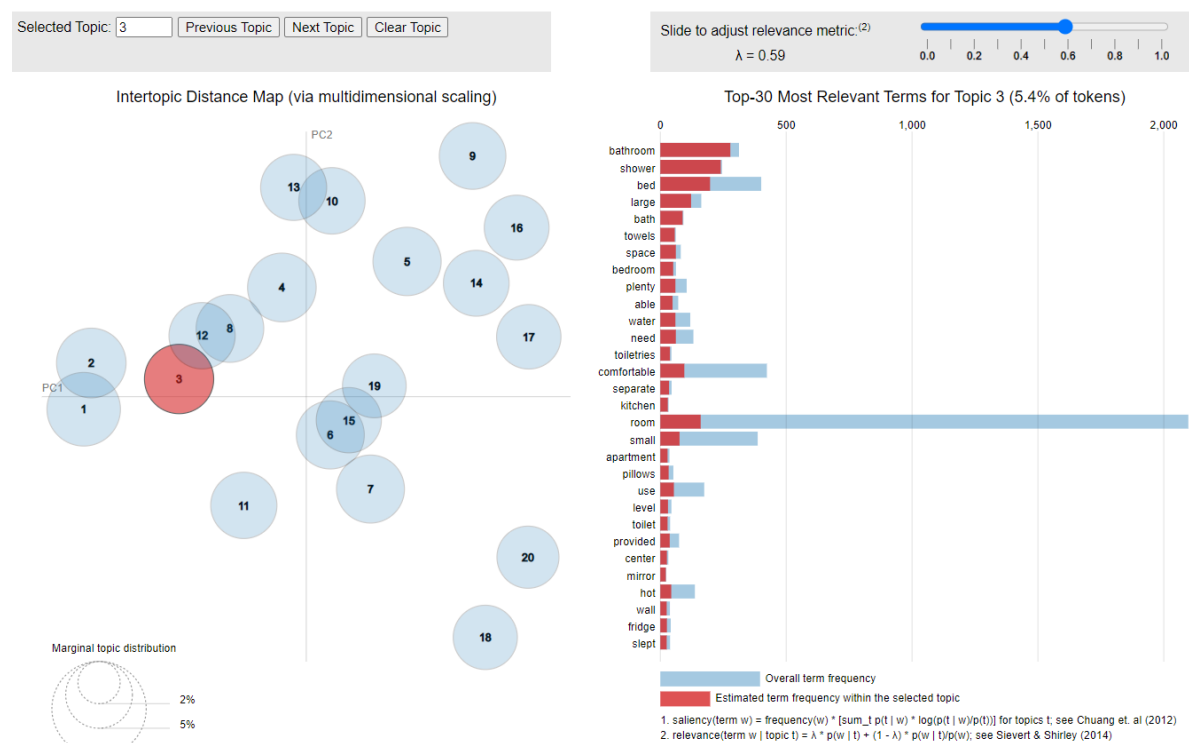 Selected Topic: 3 Previous Topic Next Topic Clear Topic
Slide to adjust relevance metric:(2)
λ = 0.59
0.0 0.2 0.4 0.6 0.8 1.0
Intertopic Distance Map (via multidimensional scaling)
PC2
PC1
9
13
10
16
5
14
4
17
12
8
2
3
19
1
15
6
7
11
20
18
Marginal topic distribution
2%
5%
Top-30 Most Relevant Terms for Topic 3 (5.4% of tokens)
0 500 1,000 1,500 2,000
bathroom
shower
bed
large
bath
towels
space
bedroom
plenty
able
water
need
toiletries
comfortable
separate
kitchen
room
small
apartment
pillows
use
level
toilet
provided
center
mirror
hot
wall
fridge
slept
Overall term frequency
Estimated term frequency within the selected topic
1. saliency(term w) = frequency(w) * [sum_t p(t | w) * log(p(t | w)/p(t))] for topics t; see Chuang et. al (2012)
2. relevance(term w | topic t) = λ * p(w | t) + (1 - λ) * p(w | t)/p(w); see Sievert & Shirley (2014)